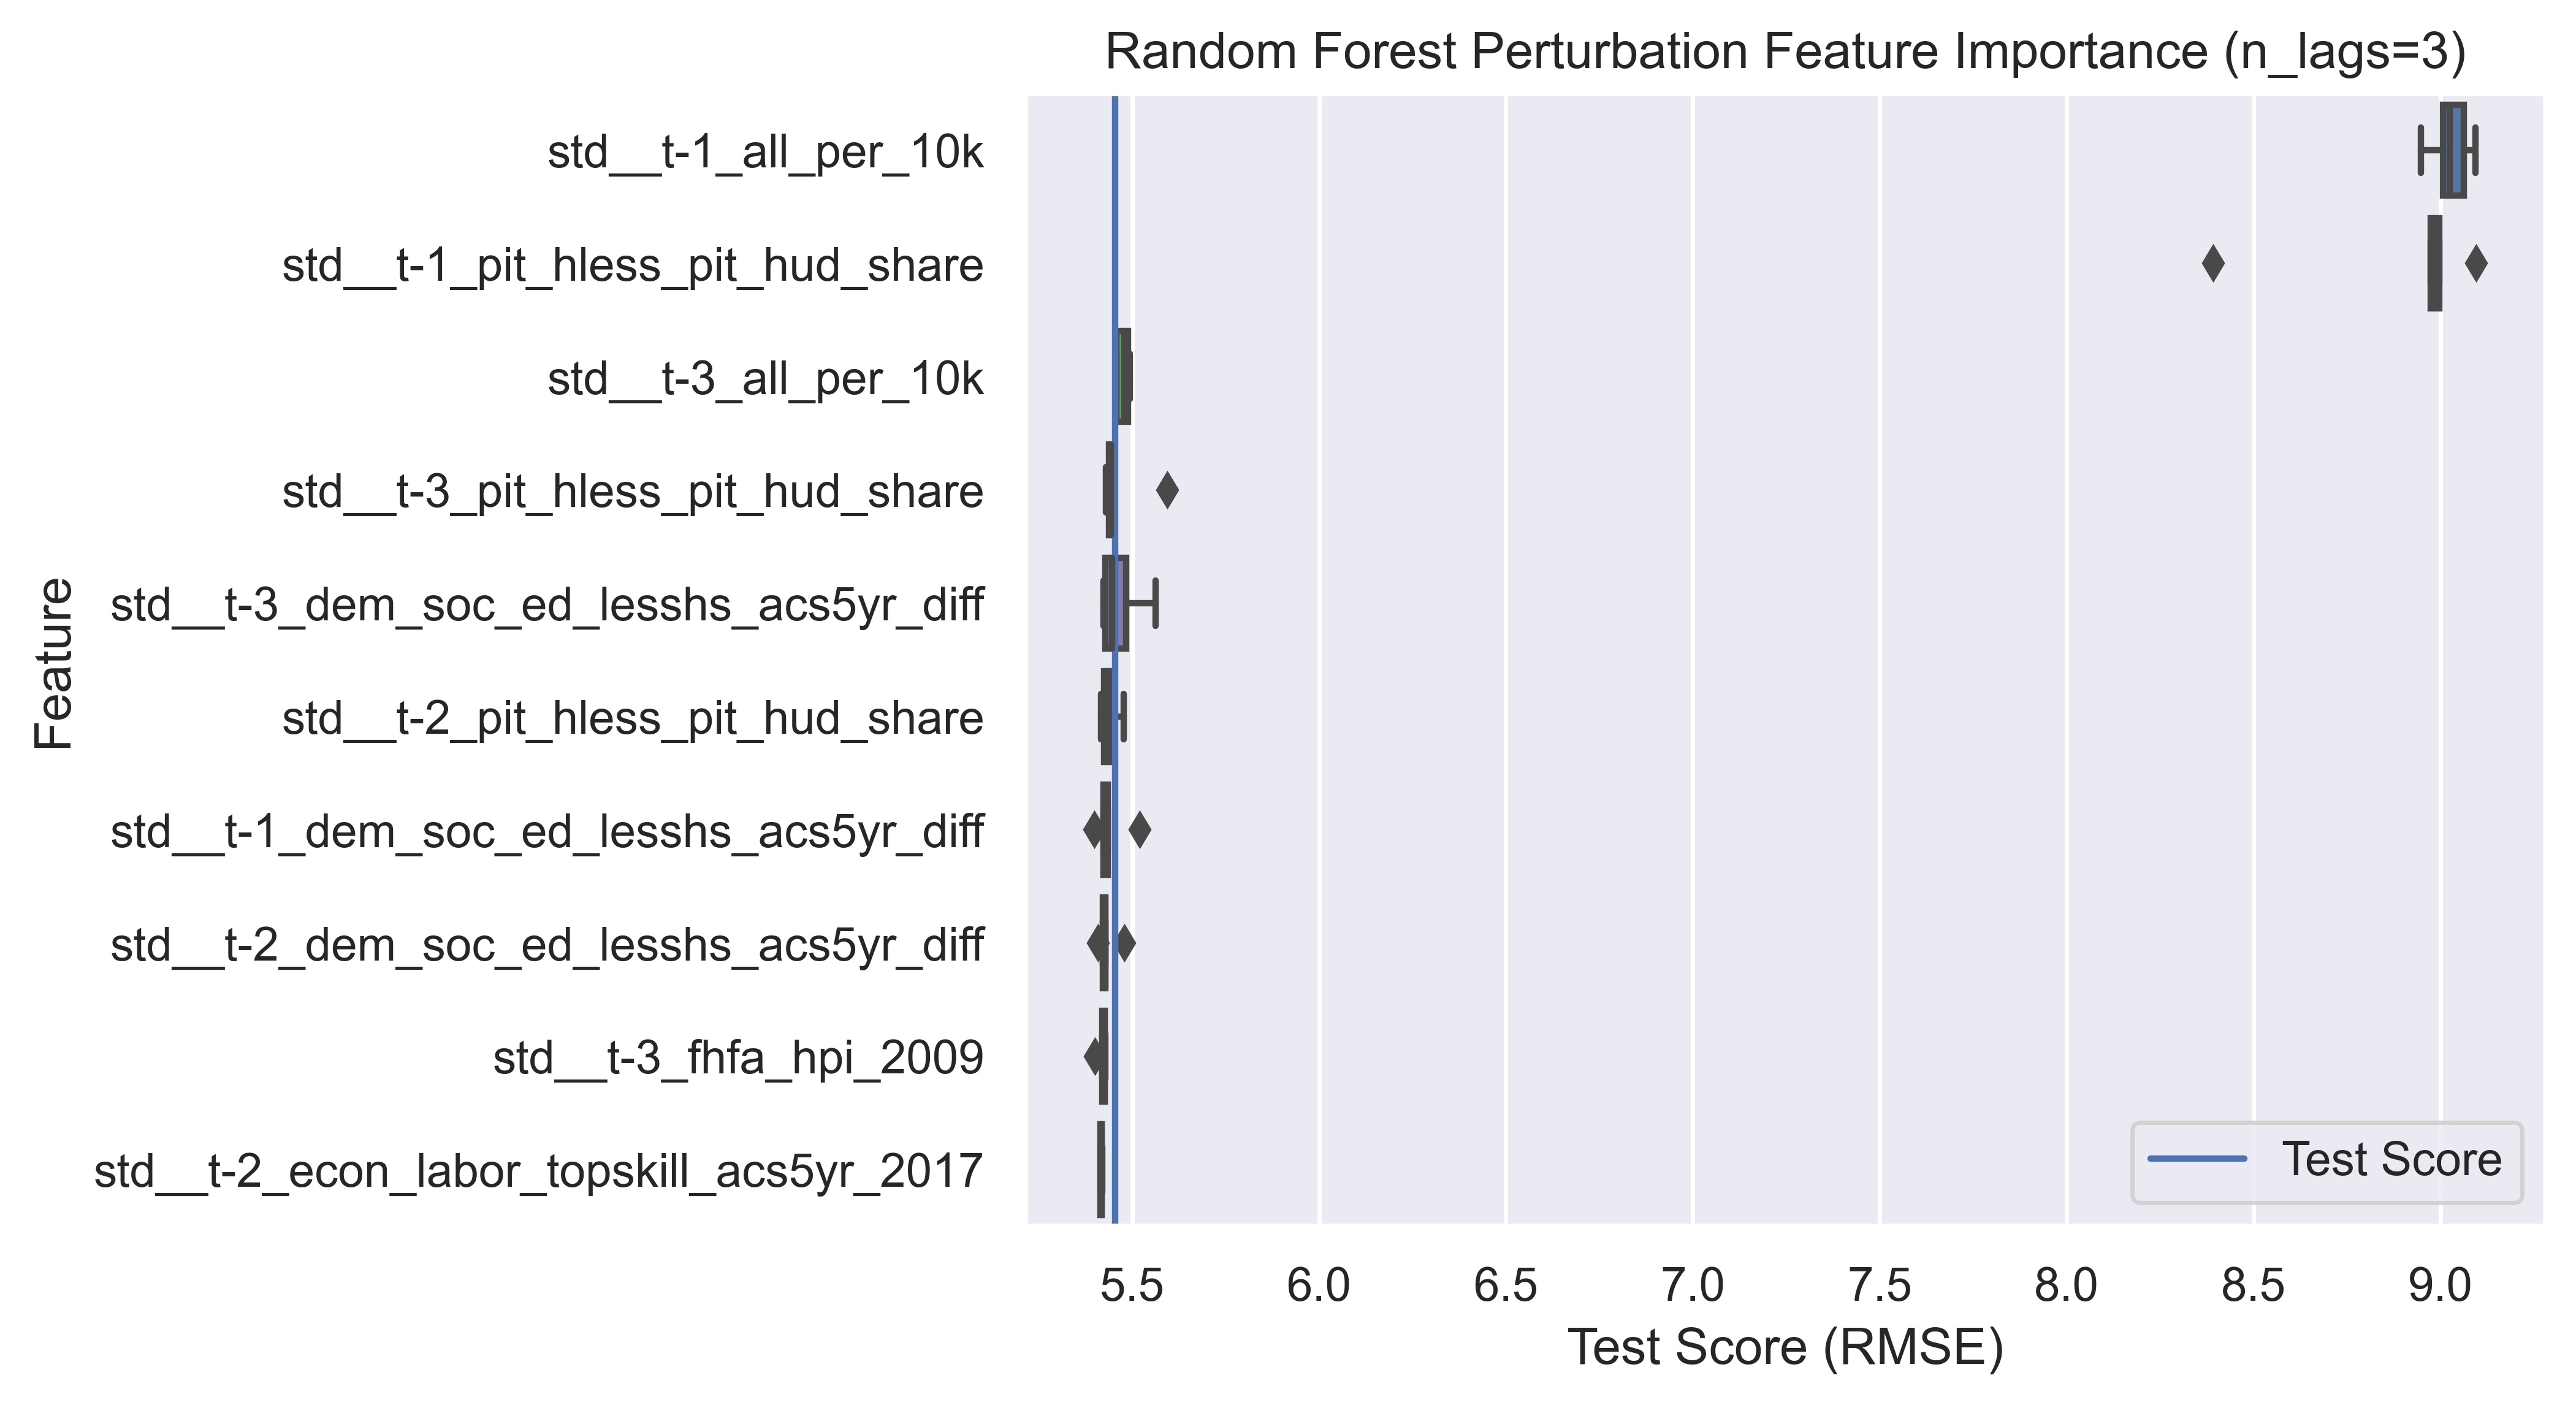 Random Forest Perturbation Feature Importance (n_lags=3)
std__t-1_all_per_10k
std__t-1_pit_hless_pit_hud_share
std__t-3_all_per_10k
std__t-3_pit_hless_pit_hud_share
std__t-3_dem_soc_ed_lesshs_acs5yr_diff
std__t-2_pit_hless_pit_hud_share
std__t-1_dem_soc_ed_lesshs_acs5yr_diff
std__t-2_dem_soc_ed_lesshs_acs5yr_diff
std__t-3_fhfa_hpi_2009
std__t-2_econ_labor_topskill_acs5yr_2017
Feature
Test Score
5.5 6.0 6.5 7.0 7.5 8.0 8.5 9.0
Test Score (RMSE)